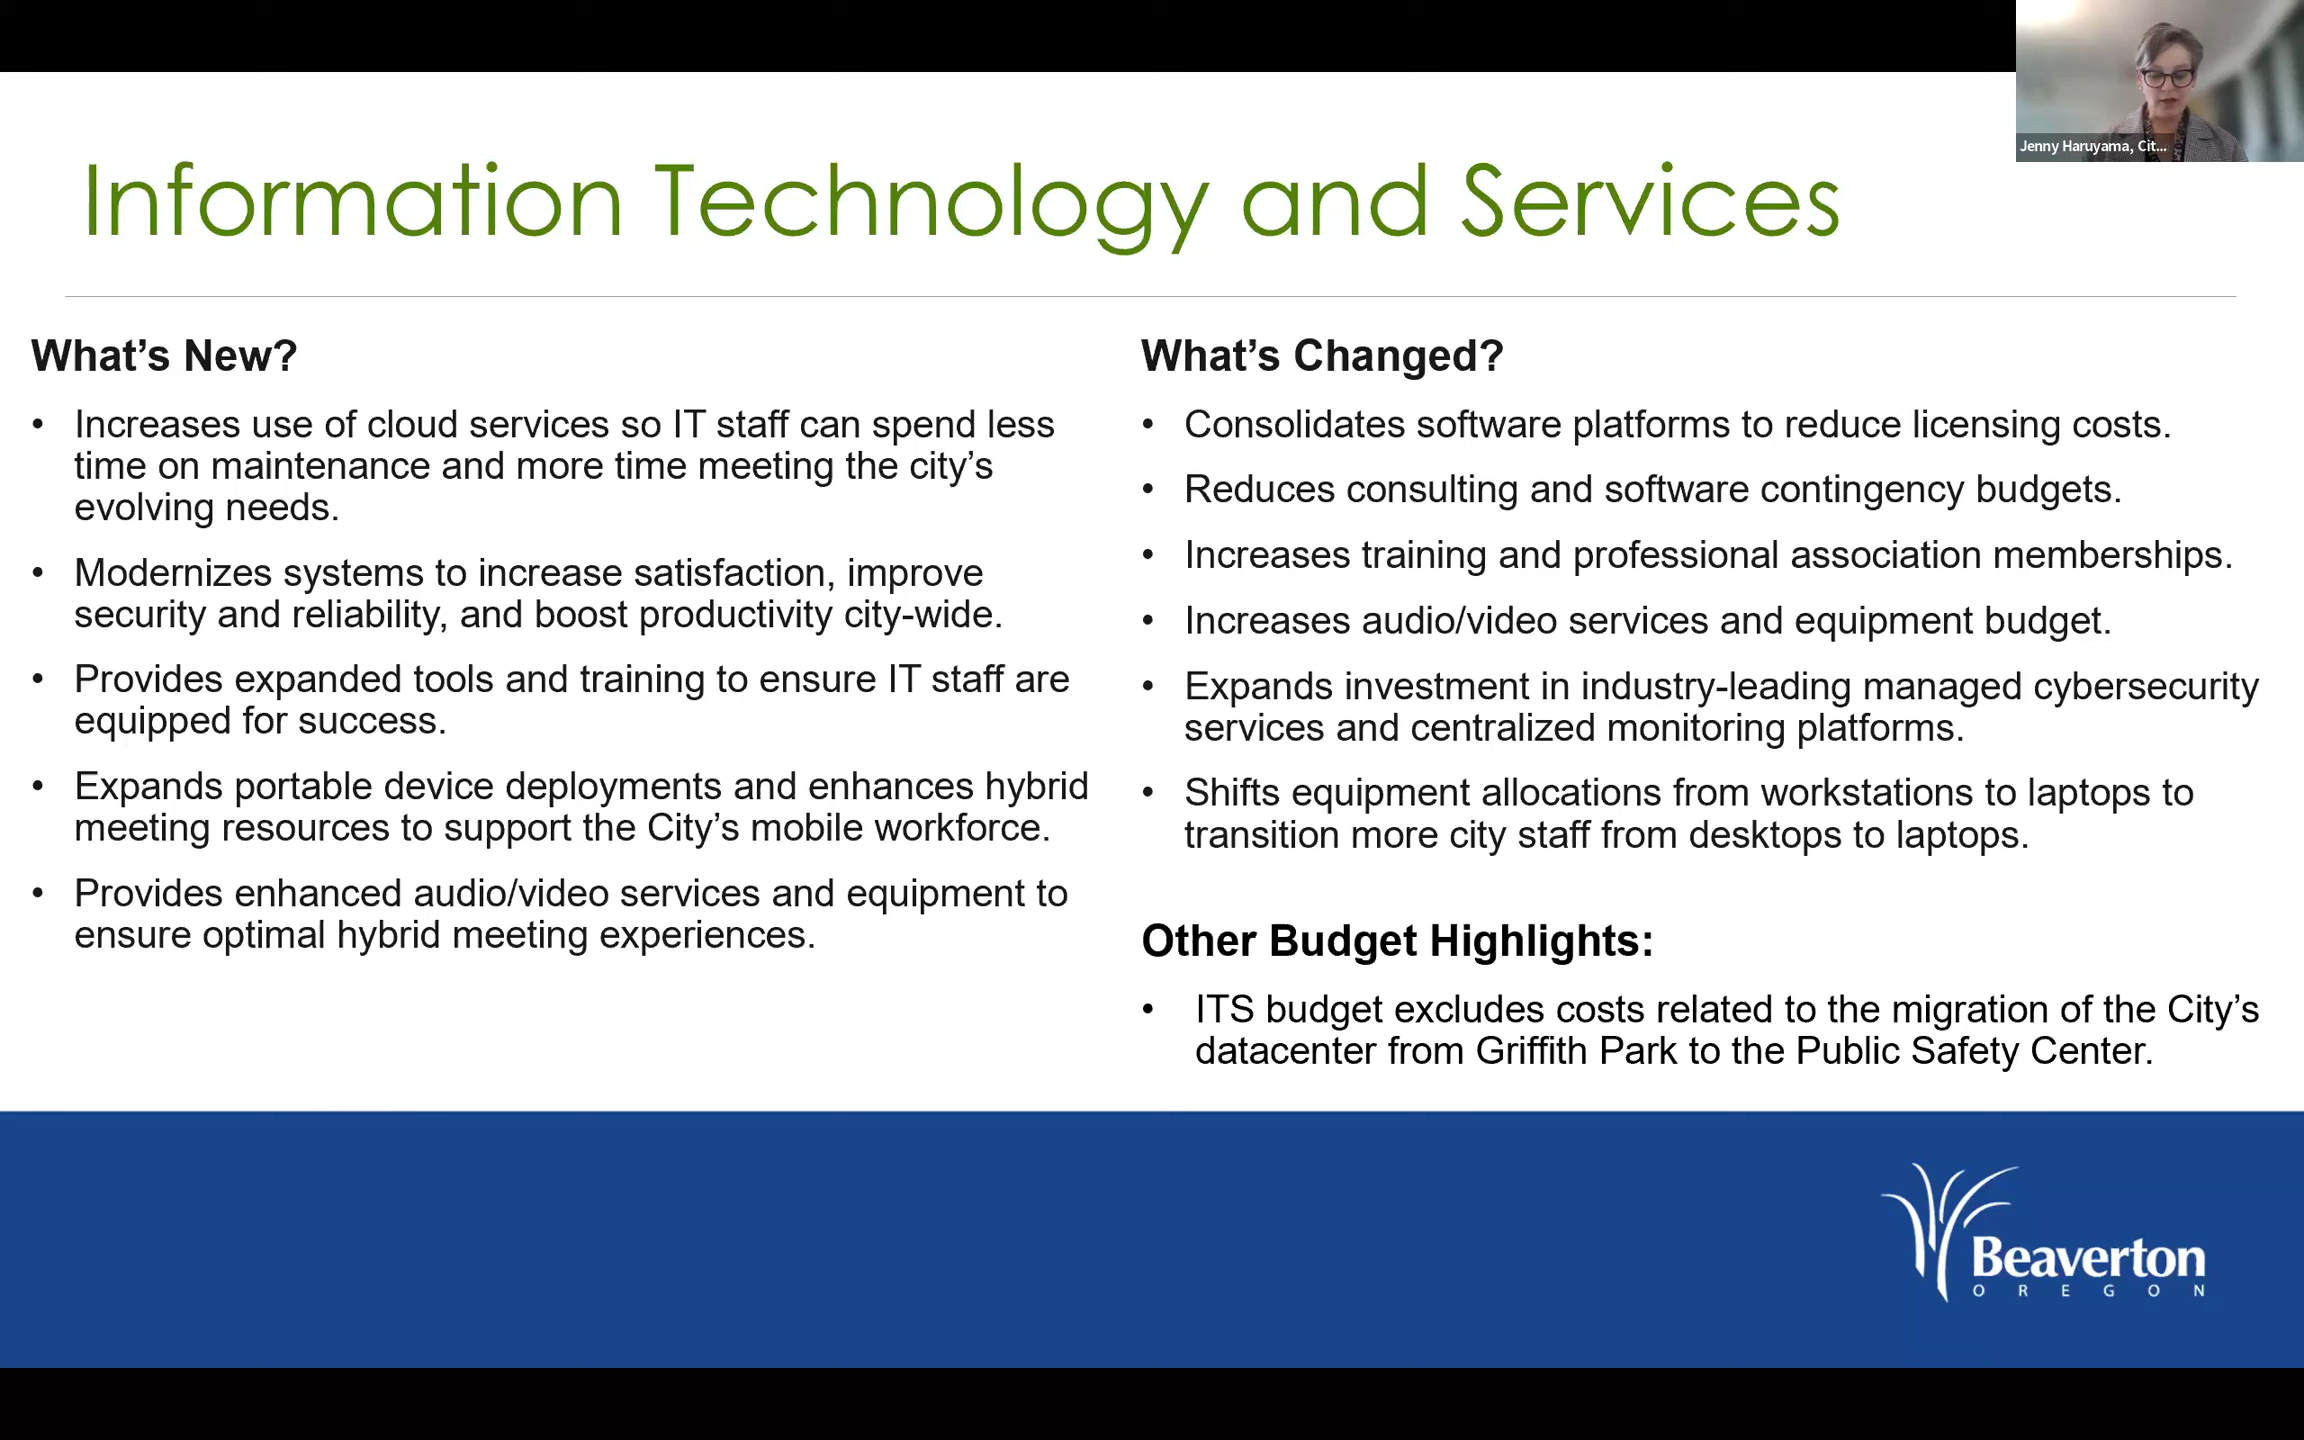 Jenny Haruyama, Cit...
Information Technology and Services
What’s New?
• Increases use of cloud services so IT staff can spend less
time on maintenance and more time meeting the city’s
evolving needs.
• Modernizes systems to increase satisfaction, improve
security and reliability, and boost productivity city-wide.
• Provides expanded tools and training to ensure IT staff are
equipped for success.
• Expands portable device deployments and enhances hybrid
meeting resources to support the City’s mobile workforce.
• Provides enhanced audio/video services and equipment to
ensure optimal hybrid meeting experiences.
What’s Changed?
• Consolidates software platforms to reduce licensing costs.
• Reduces consulting and software contingency budgets.
• Increases training and professional association memberships.
• Increases audio/video services and equipment budget.
• Expands investment in industry-leading managed cybersecurity
services and centralized monitoring platforms.
• Shifts equipment allocations from workstations to laptops to
transition more city staff from desktops to laptops.
Other Budget Highlights:
• ITS budget excludes costs related to the migration of the City’s
datacenter from Griffith Park to the Public Safety Center.
Beaverton
OREGON